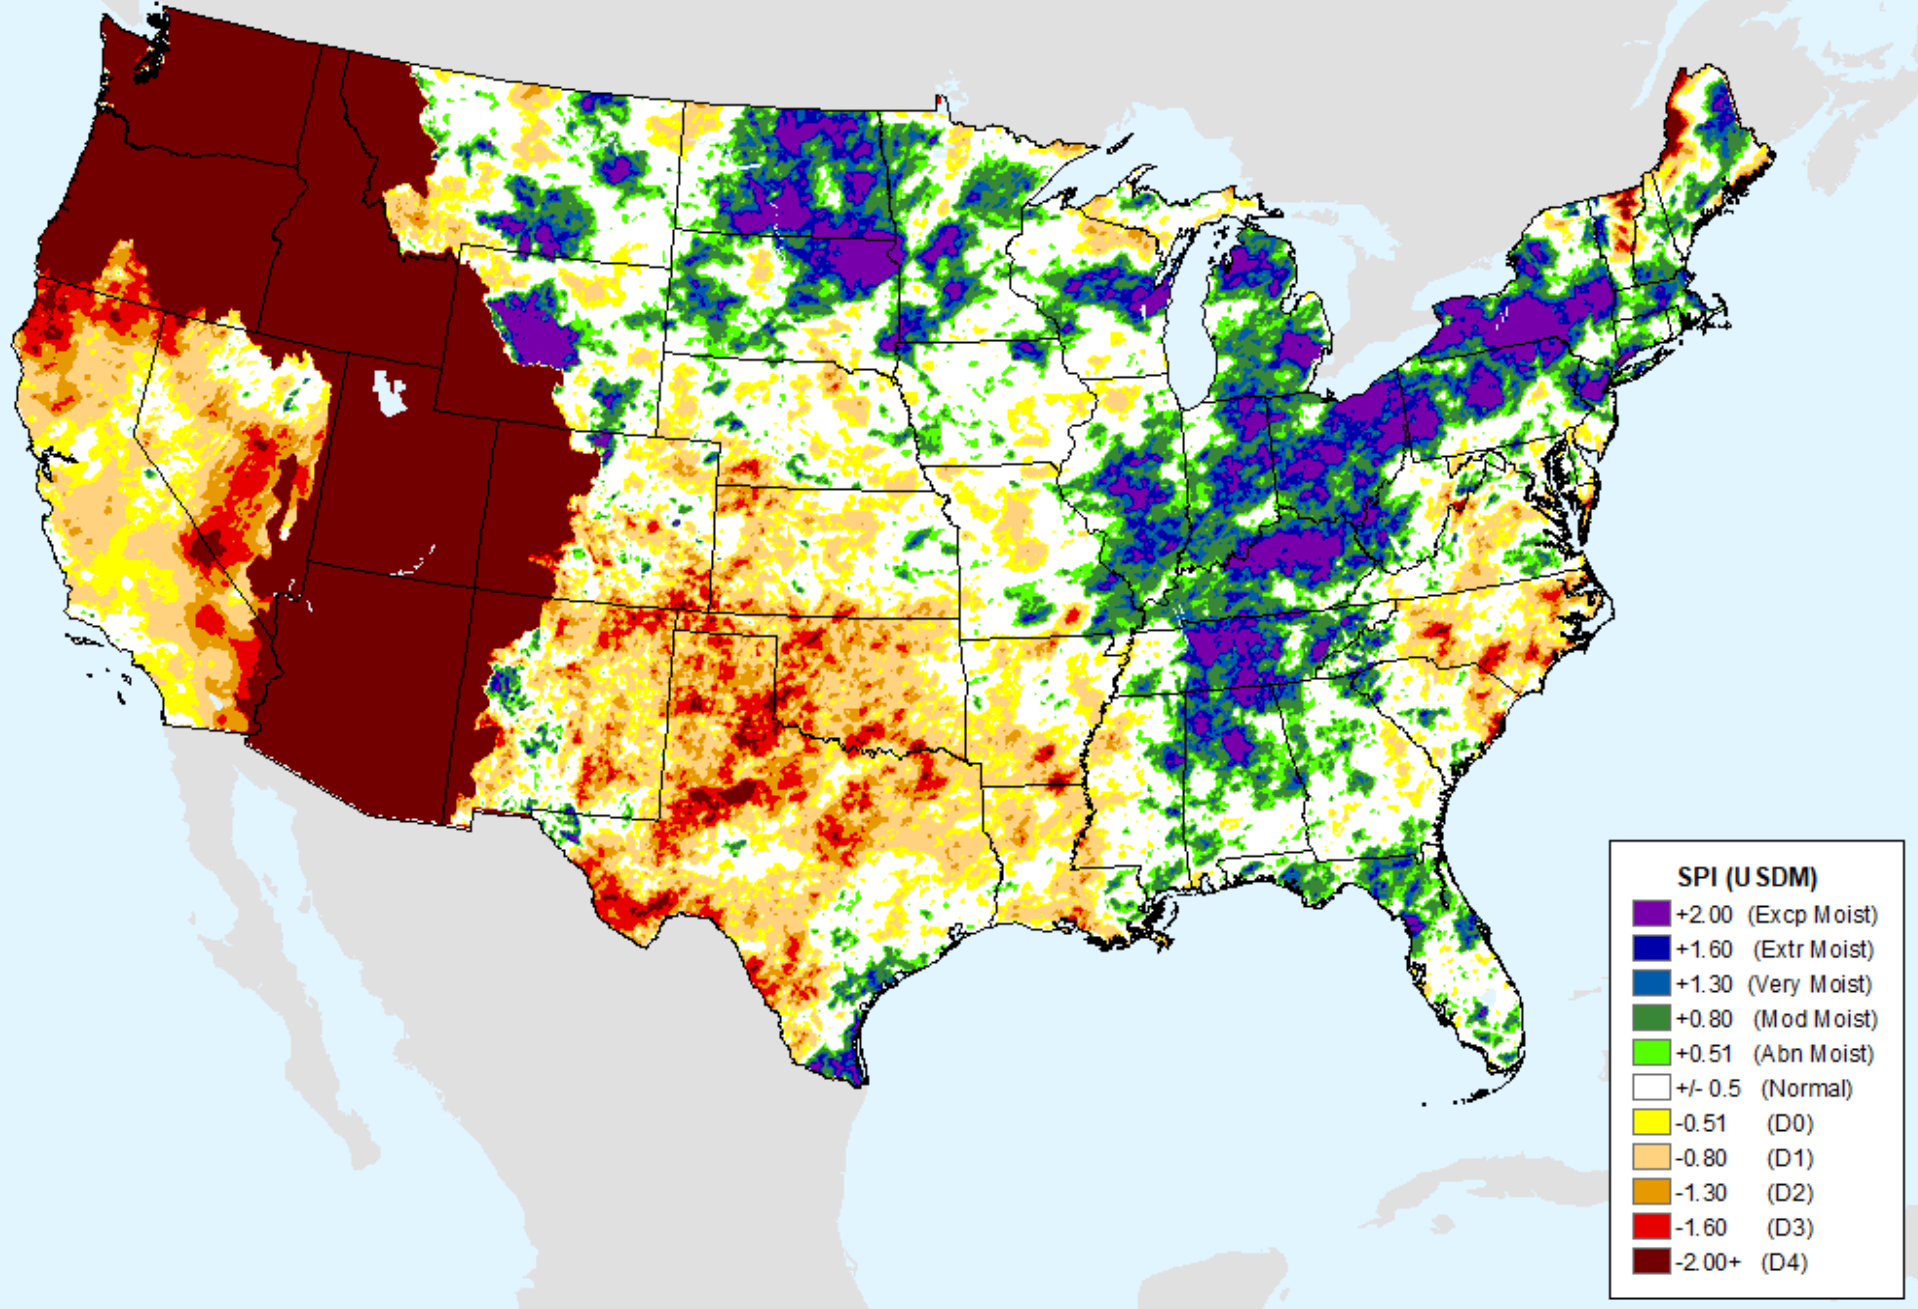 SPI (USDM)
+2.00 (Excp Moist)
+1.60 (Extr Moist)
+1.30 (Very Moist)
+0.80 (Mod Moist)
+0.51 (Abn Moist)
+/- 0.5 (Normal)
-0.51 (D0)
-0.80 (D1)
-1.30 (D2)
-1.60 (D3)
-2.00+ (D4)